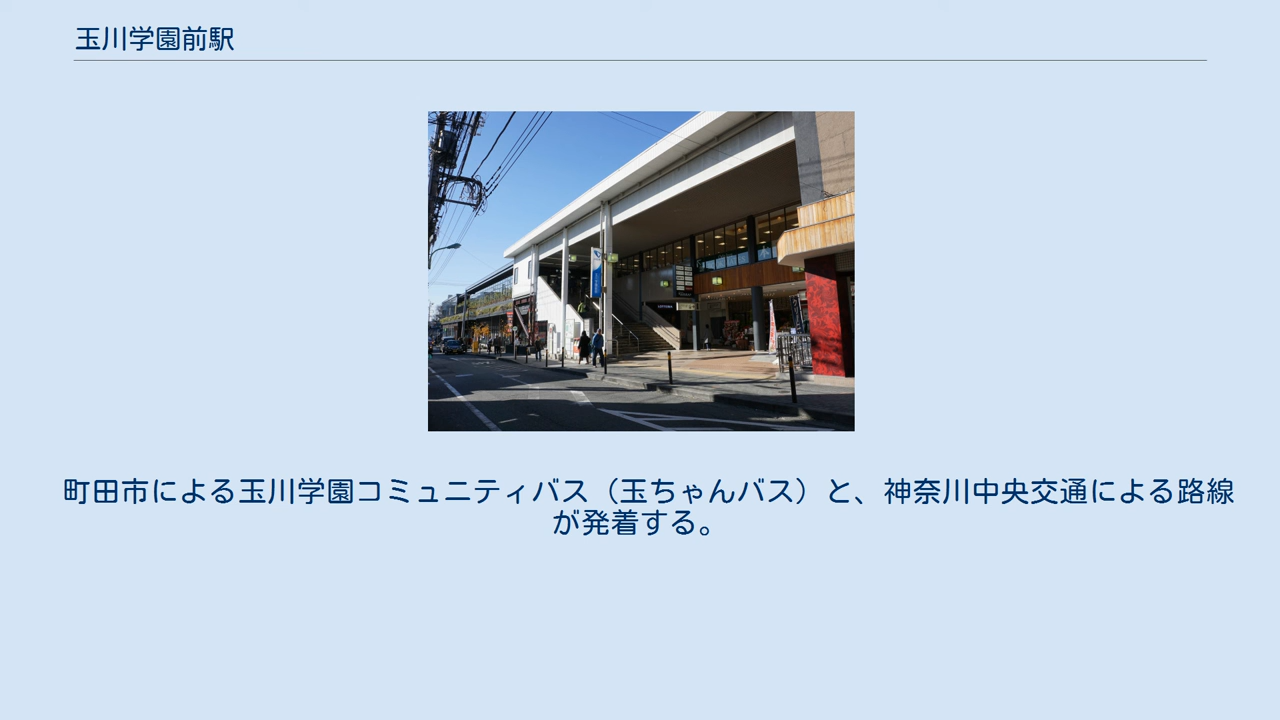 玉川学園前駅
町田市による玉川学園コミュニティバス（玉ちゃんバス）と、神奈川中央交通による路線
が発着する。